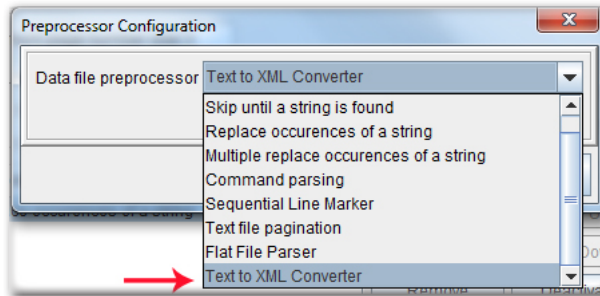 Preprocessor Configuration
Data file preprocessor Text to XML Converter
Skip until a string is found
Replace occurences of a string
Multiple replace occurences of a string
Command parsing
Sequential Line Marker
Text file pagination
Flat File Parser
Text to XML Converter